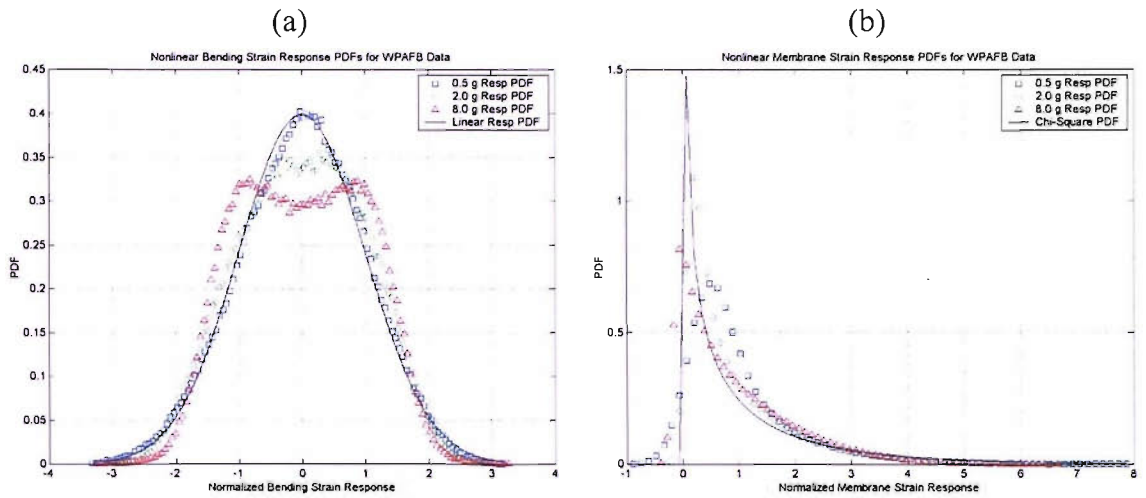 (a)
Nonlinear Bending Strain Response PDFs for WPAFB Data
0.45
0.4
0.35
0.3
0.25
0.2
0.15
0.1
0.05
0
PDF
0.5 g Resp PDF
2.0 g Resp PDF
8.0 g Resp PDF
Linear Resp PDF
-4
-3
-2
-1
0
1
2
3
4
Normalized Bending Strain Response
(b)
Nonlinear Membrane Strain Response PDFs for WPAFB Data
1.5
1
0.5
0
PDF
0.5 g Resp PDF
2.0 g Resp PDF
8.0 g Resp PDF
Chi-Square PDF
-1
0
1
2
3
4
5
6
7
8
Normalized Membrane Strain Response